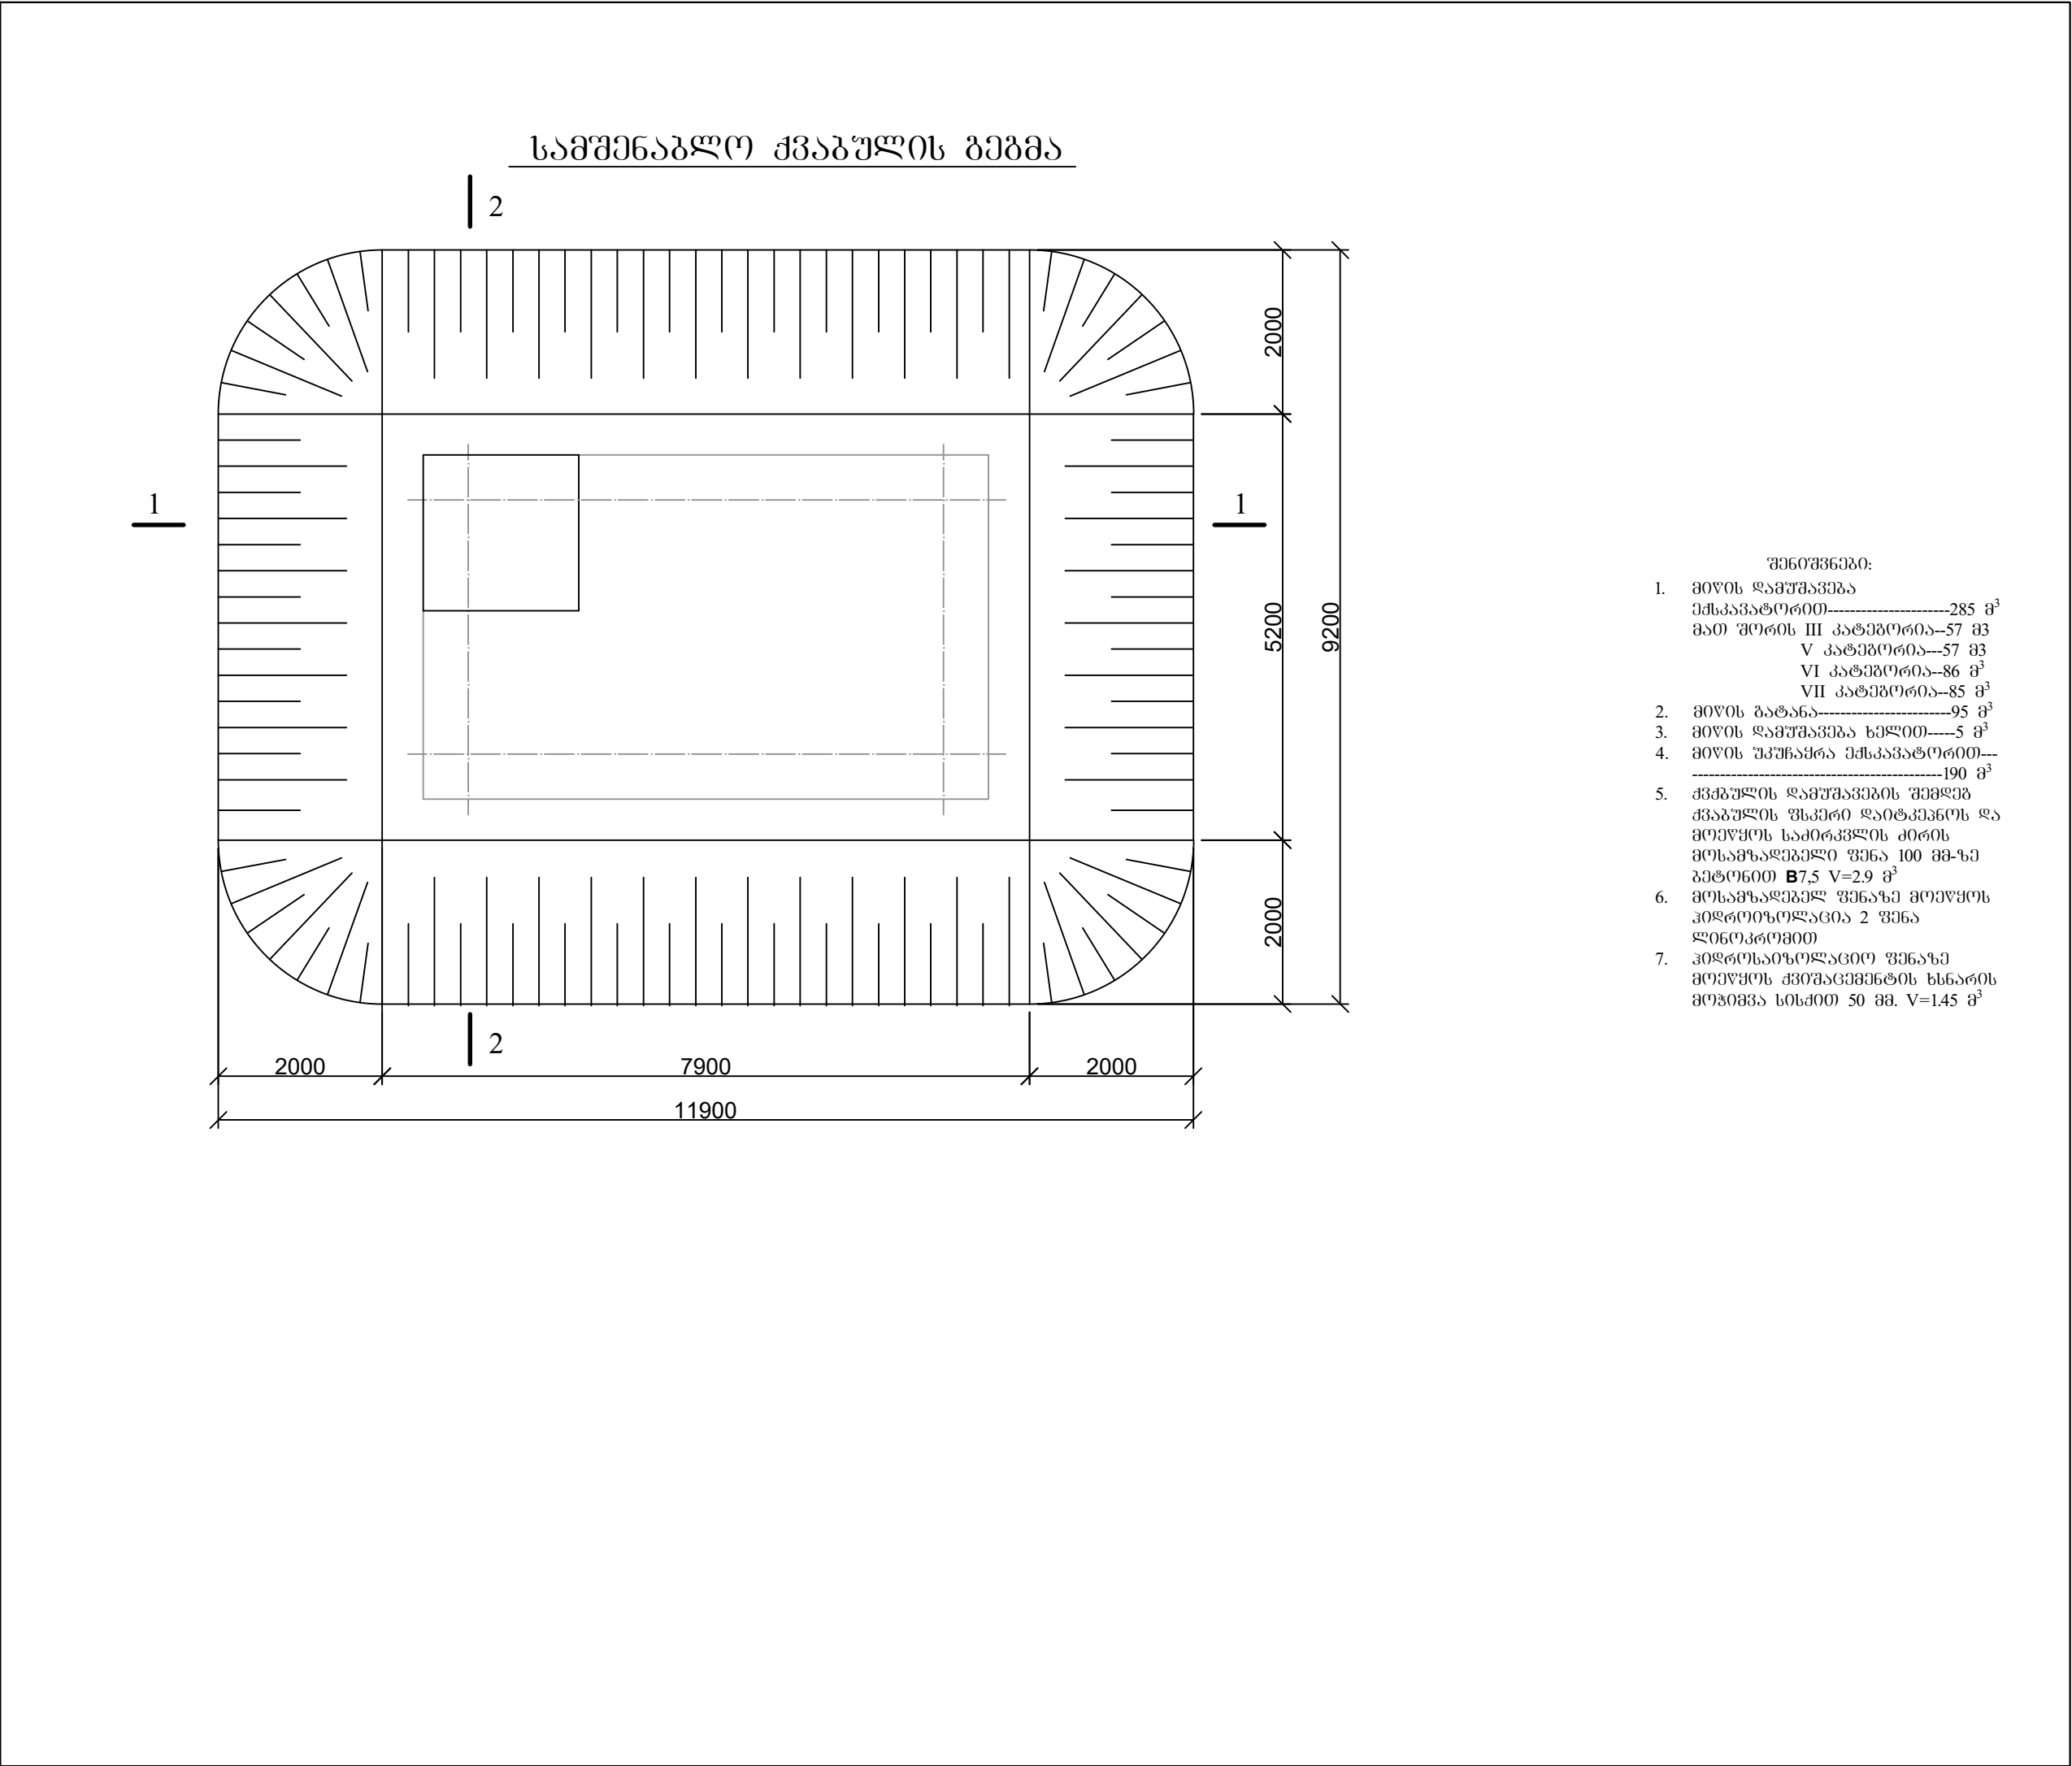 სამშენებლო ქვაბულის გეგმა
2
2000
1
1
5200
9200
2000
2
2000
7900
2000
11900
შენიშვნები:
1. მიწის დამუშავება
ექსკავატორით----------------------285 მ³
მათ შორის III კატეგორია--57 მ3
V კატეგორია---57 მ3
VI კატეგორია--86 მ³
VII კატეგორია--85 მ³
2. მიწის გატანა------------------------95 მ³
3. მიწის დამუშავება ხელით-----5 მ³
4. მიწის უკუჩაყრა ექსკავატორით---
---------------------------------------------190 მ³
5. ქვქბულის დამუშავების შემდეგ
ქვაბულის ფსკერი დაიტკეპნოს და
მოეწყოს საძირკვლის ძირის
მოსამზადებელი ფენა 100 მმ-ზე
ბეტონით B7,5 V=2.9 მ³
6. მოსამზადებელ ფენაზე მოეწყოს
ჰიდროიზოლაცია 2 ფენა
ლინოკრომით
7. ჰიდროსაიზოლაციო ფენაზე
მოეწყოს ქვიშაცემენტის ხსნარის
მოჭიმვა სისქით 50 მმ. V=1.45 მ³